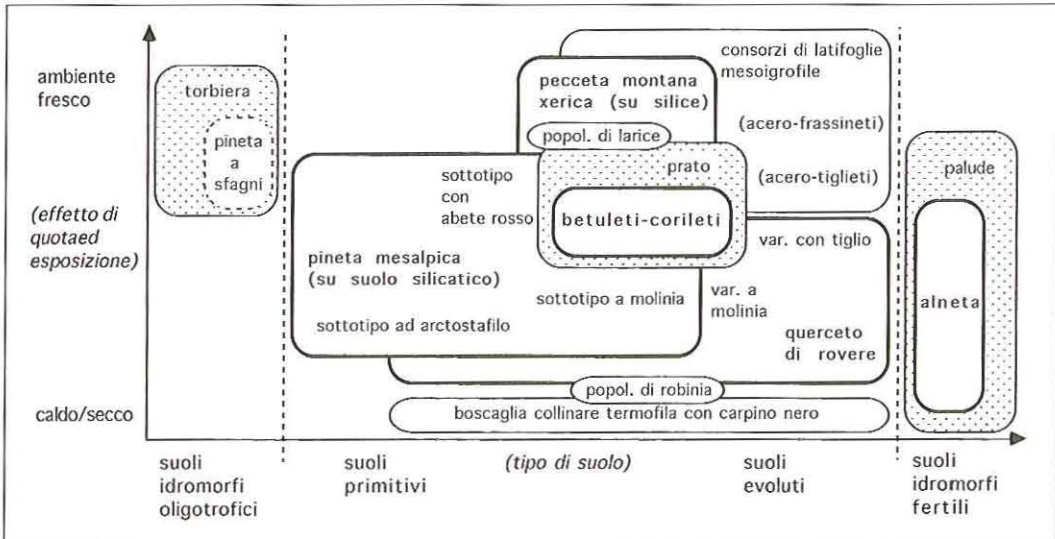 ambiente
fresco
(effetto di
quotaed
esposizione)
caldo/secco
torbiera
pineta
a
sfagni
pecceta montana
xerica (su silice)
popol. di larice
consorzi di latifoglie
mesoigrofile
(acero-frassineti)
(acero-tiglieti)
prato
betuleti-corileti
sottotipo
con
abete rosso
pineta mesalpica
(su suolo silicatico)
sottotipo a molinia
sottotipo ad arctostafilo
var. con tiglio
var. a
molinia
querceto
di rovere
popol. di robinia
boscaglia collinare termofila con carpino nero
palude
alneta
suoli
idromorfi
oligotrofici
suoli
primitivi
(tipo di suolo)
suoli
evoluti
suoli
idromorfi
fertili